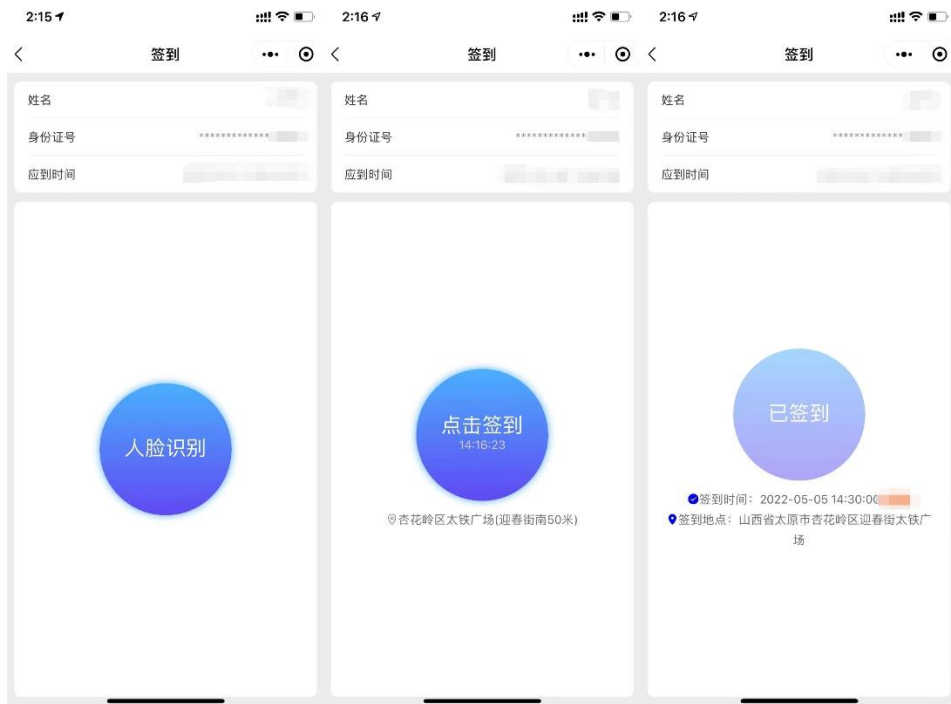 2:15
签到
姓名
身份证号 *************
应到时间
人脸识别
2:16
签到
姓名
身份证号 *************
应到时间
点击签到
14:16:23
杏花岭区太铁广场(迎春街南50米)
2:16
签到
姓名
身份证号 *************
应到时间
已签到
签到时间：2022-05-05 14:30:00
签到地点：山西省太原市杏花岭区迎春街太铁广
场